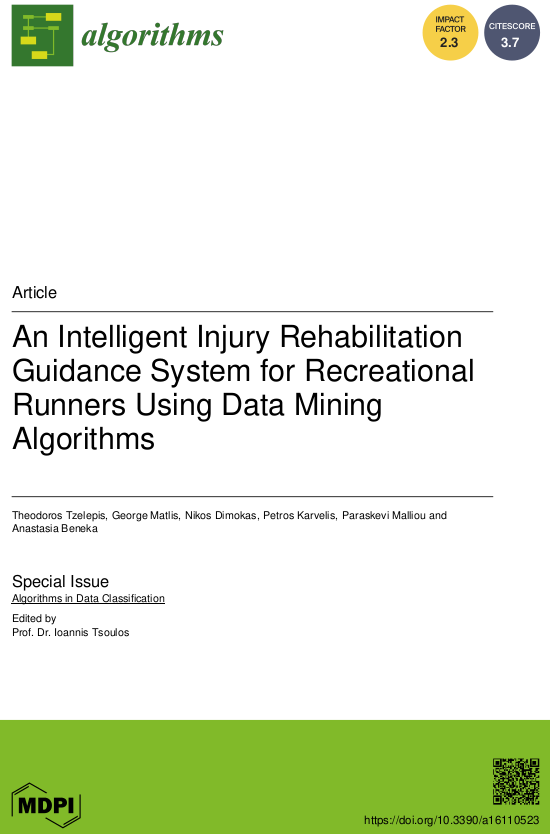 algorithms
IMPACT
FACTOR
2.3
CITESCORE
3.7
Article
An Intelligent Injury Rehabilitation
Guidance System for Recreational
Runners Using Data Mining
Algorithms
Theodoros Tzelepis, George Matlis, Nikos Dimokas, Petros Karvelis, Paraskevi Malliou and
Anastasia Beneka
Special Issue
Algorithms in Data Classification
Edited by
Prof. Dr. Ioannis Tsoulos
MDPI
https://doi.org/10.3390/a16110523